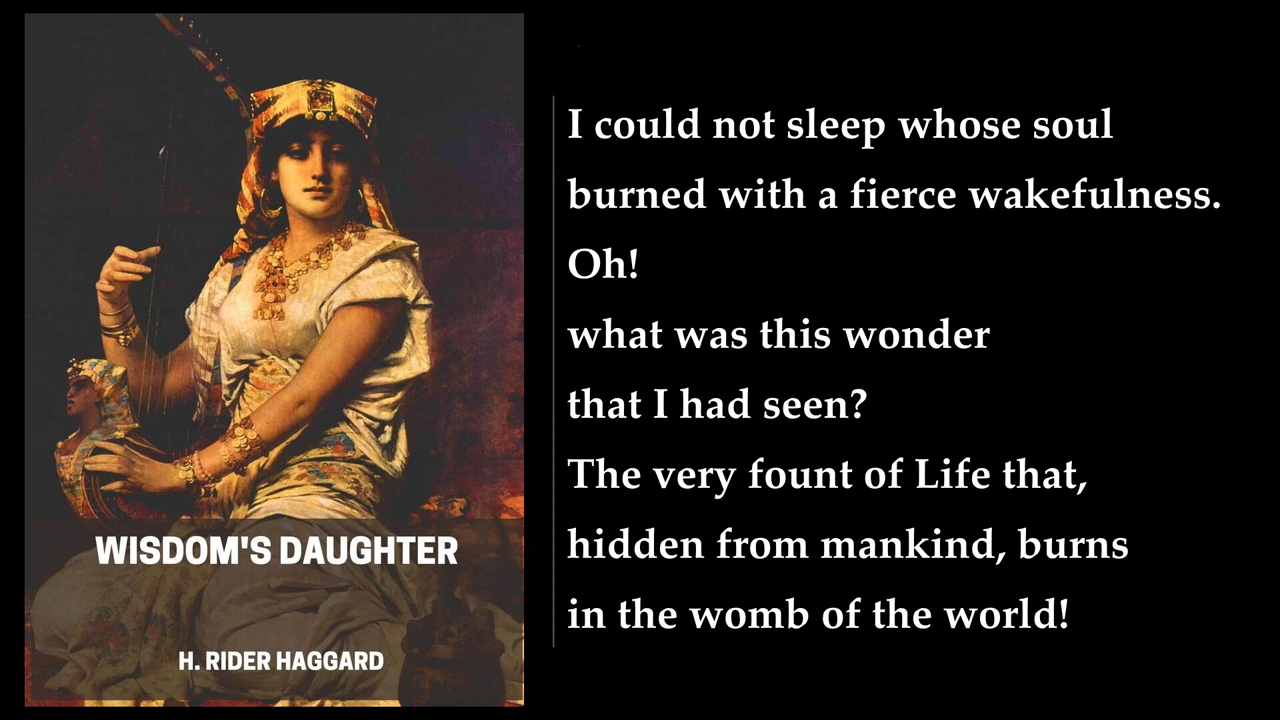 WISDOM'S DAUGHTER
H. RIDER HAGGARD
I could not sleep whose soul
burned with a fierce wakefulness.
Oh!
what was this wonder
that I had seen?
The very fount of Life that,
hidden from mankind, burns
in the womb of the world!